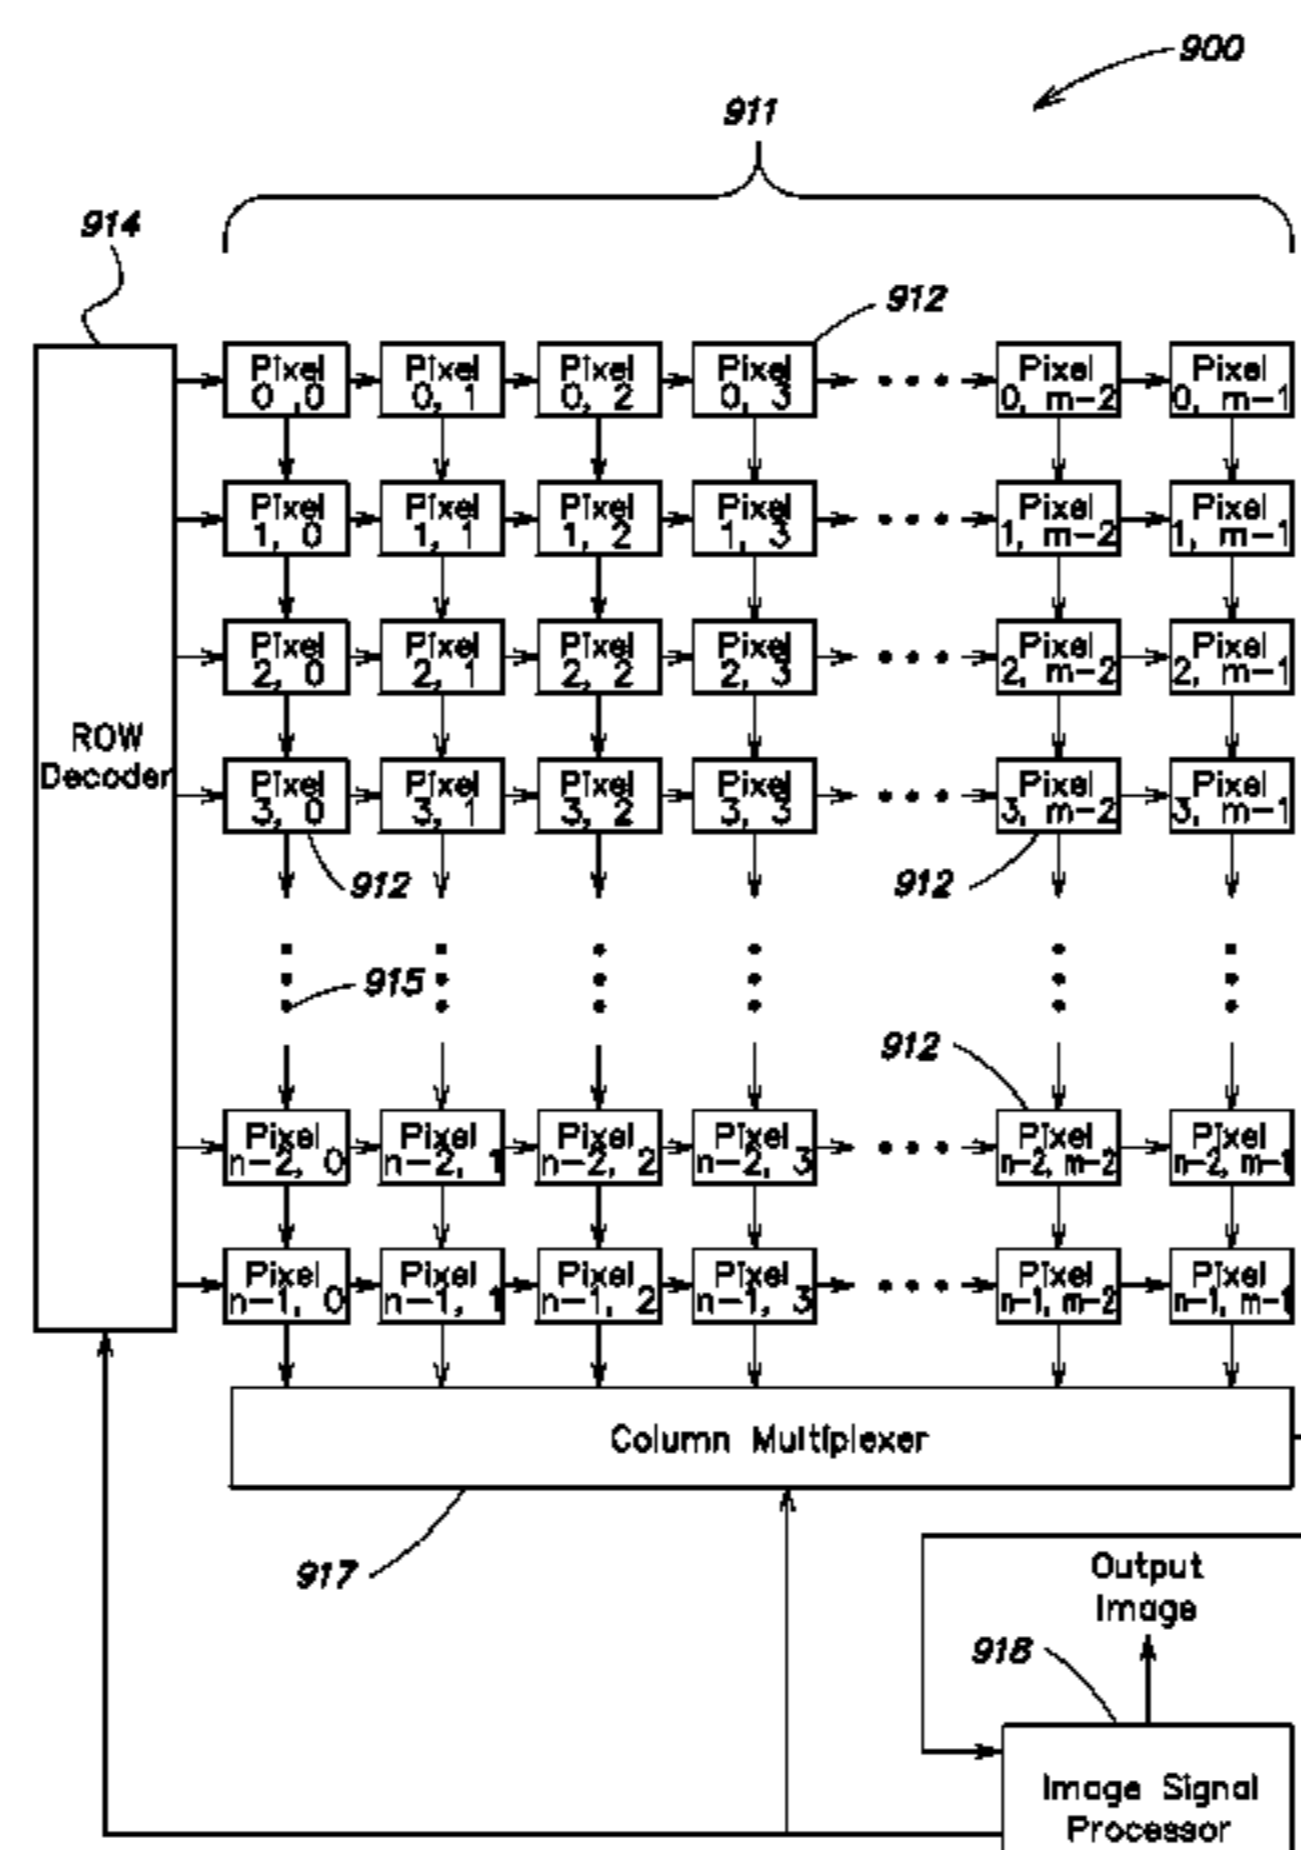 900
911
914
912
Pixel 0 ,0
Pixel 0, 1
Pixel 0, 2
Pixel 0, 3
Pixel 0, m-2
Pixel 0, m-1
Pixel 1, 0
Pixel 1, 1
Pixel 1, 2
Pixel 1, 3
Pixel 1, m-2
Pixel 1, m-1
Pixel 2, 0
Pixel 2, 1
Pixel 2, 2
Pixel 2, 3
Pixel 2, m-2
Pixel 2, m-1
ROW
Decoder
Pixel 3, 0
Pixel 3, 1
Pixel 3, 2
Pixel 3, 3
Pixel 3, m-2
Pixel 3, m-1
912
912
915
912
Pixel n-2, 0
Pixel n-2, 1
Pixel n-2, 2
Pixel n-2, 3
Pixel n-2, m-2
Pixel n-2, m-1
Pixel n-1, 0
Pixel n-1, 1
Pixel n-1, 2
Pixel n-1, 3
Pixel n-1, m-2
Pixel n-1, m-1
Column Multiplexer
917
Output
Image
918
Image Signal
Processor